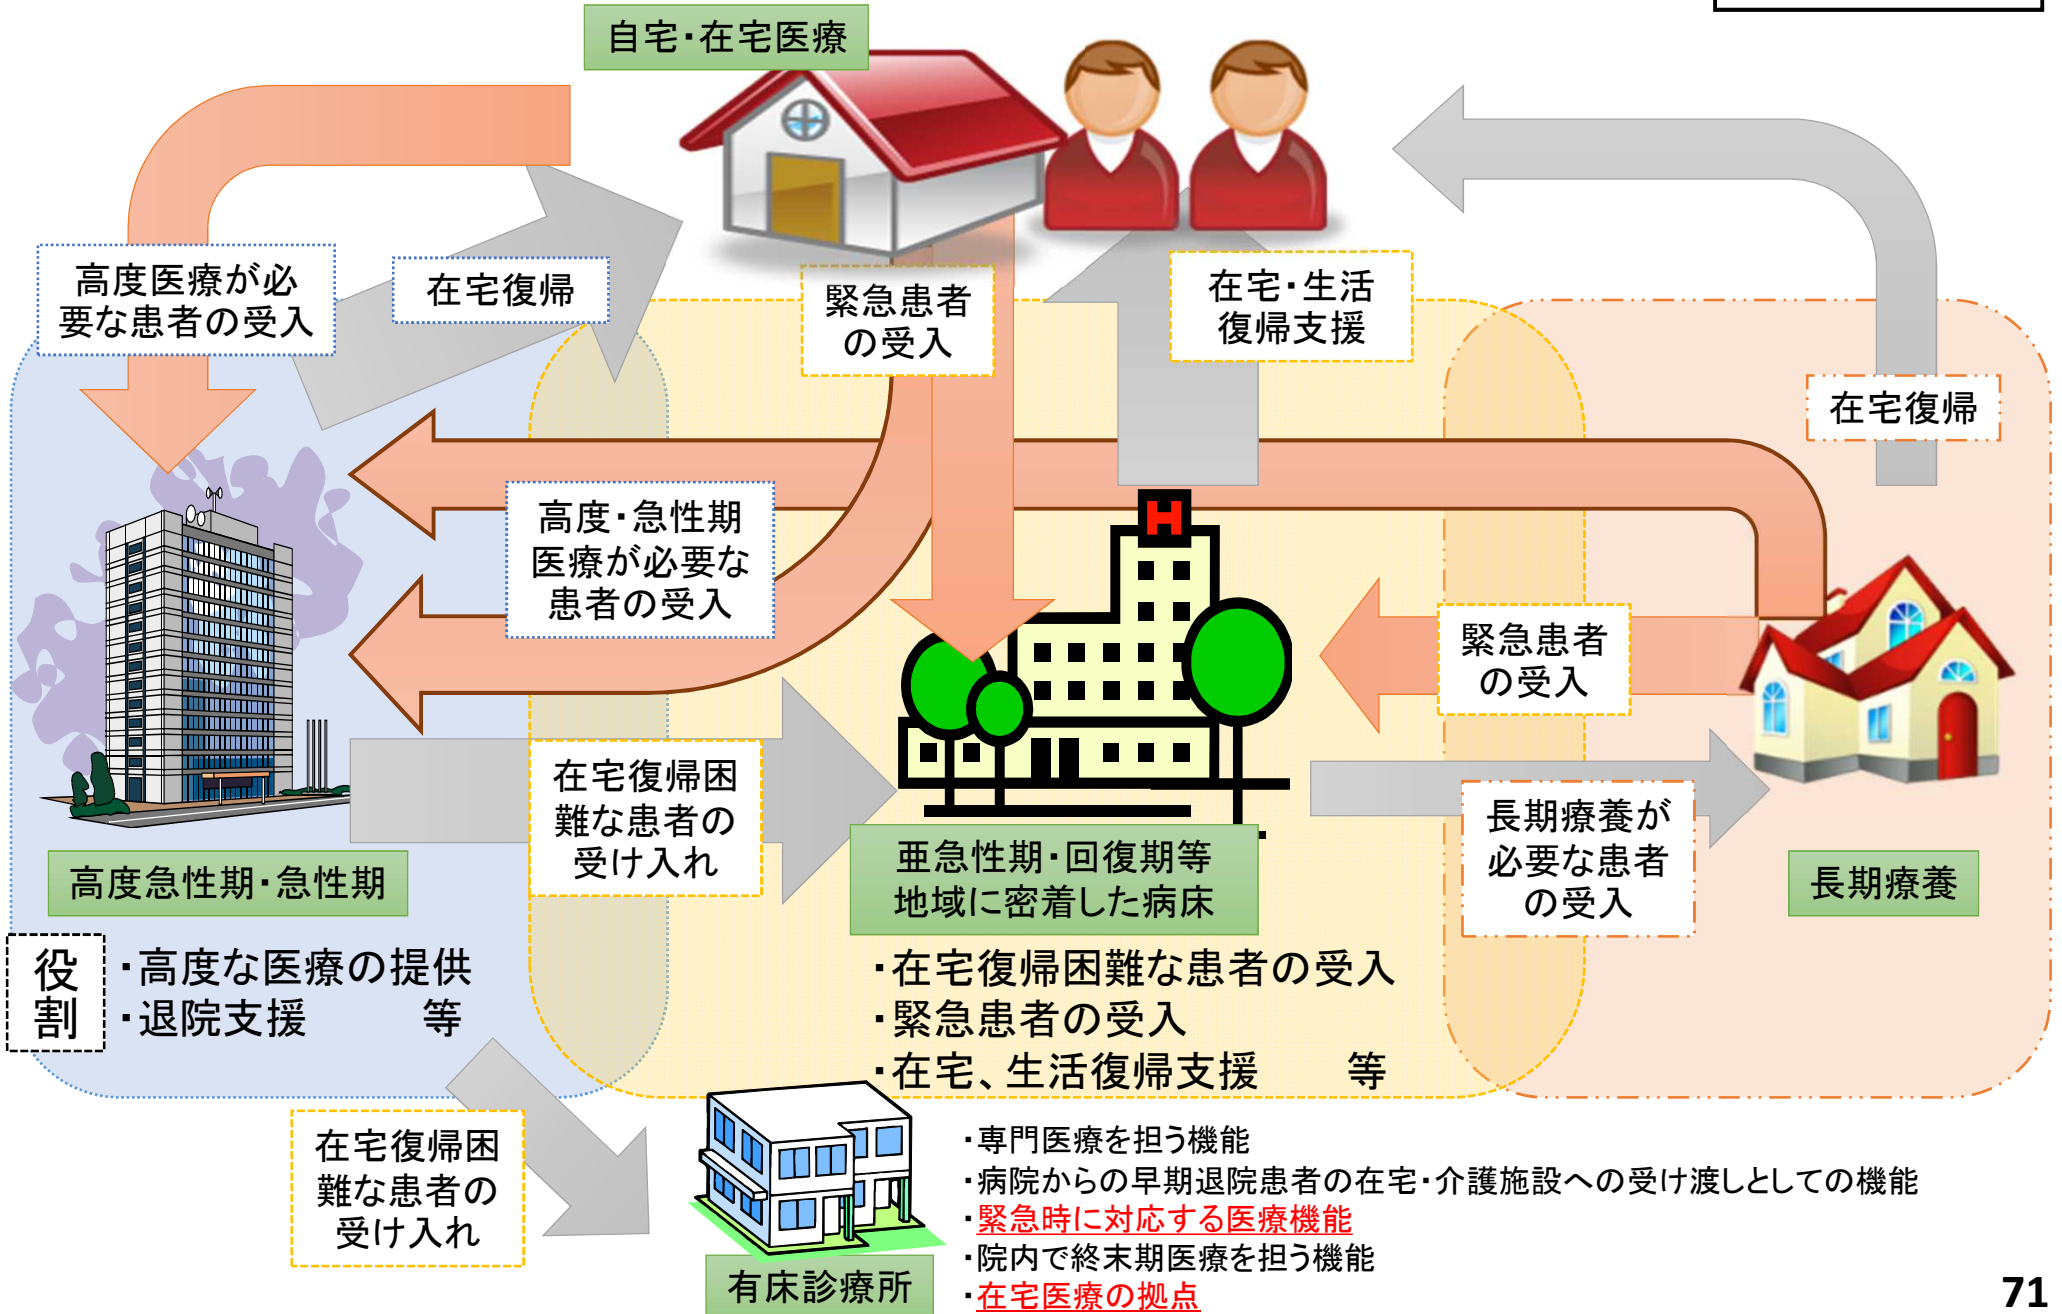 自宅・在宅医療
高度医療が必
要な患者の受入
在宅復帰
緊急患者
の受入
在宅・生活
復帰支援
在宅復帰
高度・急性期
医療が必要な
患者の受入
H
緊急患者
の受入
在宅復帰困
難な患者の
受け入れ
長期療養が
必要な患者
の受入
高度急性期・急性期
亜急性期・回復期等
地域に密着した病床
長期療養
役
割
・高度な医療の提供
・退院支援　　　等
・在宅復帰困難な患者の受入
・緊急患者の受入
・在宅、生活復帰支援　　等
在宅復帰困
難な患者の
受け入れ
有床診療所
・専門医療を担う機能
・病院からの早期退院患者の在宅・介護施設への受け渡しとしての機能
・緊急時に対応する医療機能
・院内で終末期医療を担う機能
・在宅医療の拠点
71